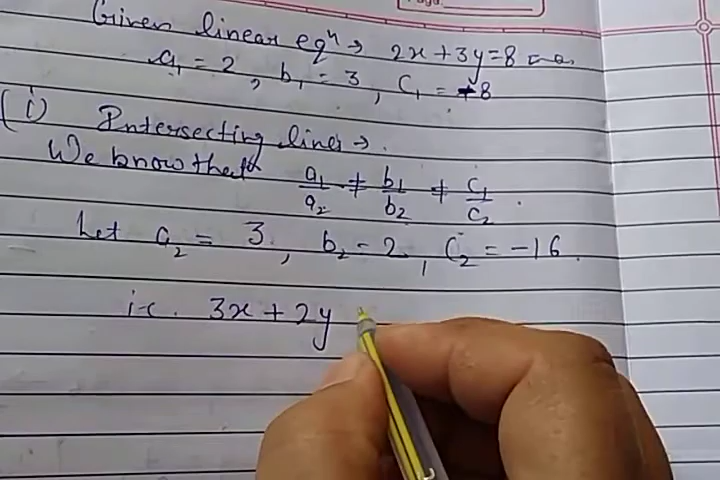 Given linear eqⁿ → 2x + 3y = 8
a₁ = 2, b₁ = 3, C₁ = -8
(i) Intersecting lines →.
We know that a₁/a₂ ≠ b₁/b₂ ≠ c₁/c₂.
Let a₂ = 3, b₂ = 2, C₂ = -16.
i.e. 3x + 2y